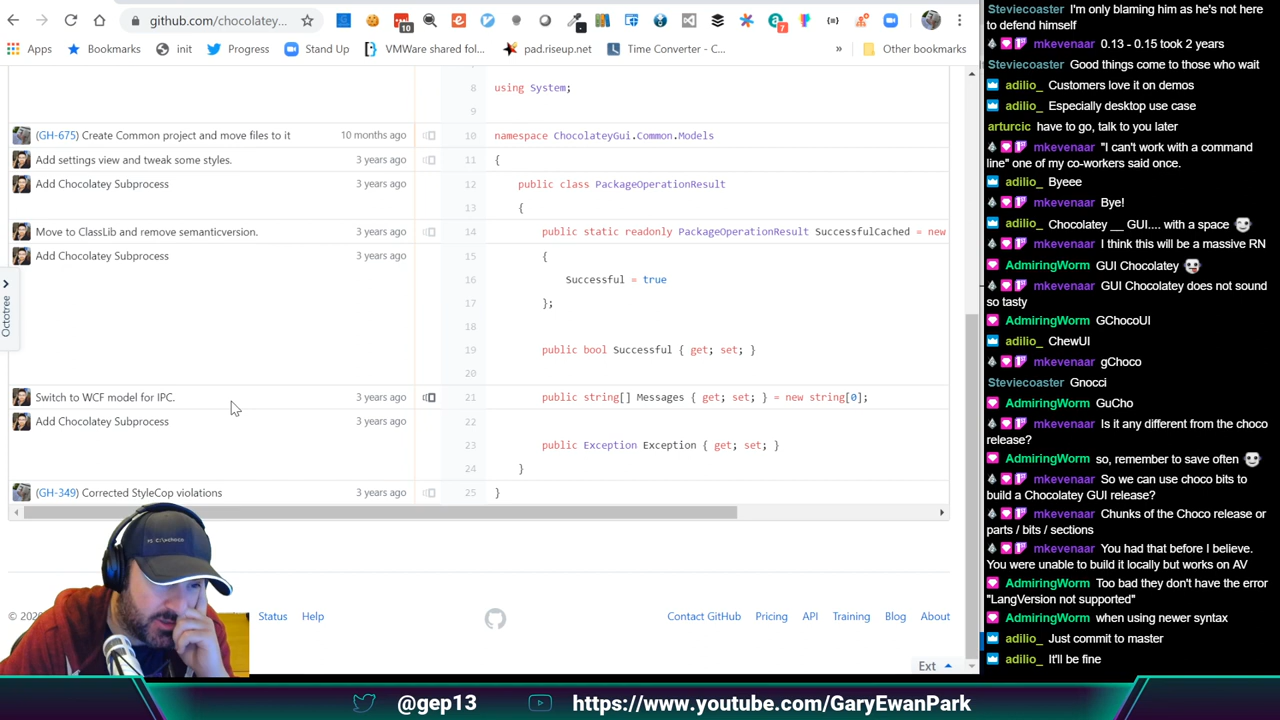 github.com/chocolatey...
10
7
Apps
Bookmarks
init
Progress
Stand Up
VMWare shared fol...
pad.riseup.net
Time Converter - C...
»
Other bookmarks
8 using System;
9
(GH-675) Create Common project and move files to it 10 months ago 10 namespace ChocolateyGui.Common.Models
Add settings view and tweak some styles. 3 years ago 11 {
Add Chocolatey Subprocess 3 years ago 12 public class PackageOperationResult
13 {
Move to ClassLib and remove semanticversion. 3 years ago 14 public static readonly PackageOperationResult SuccessfulCached = new
Add Chocolatey Subprocess 3 years ago 15 {
16 Successful = true
17 };
18
19 public bool Successful { get; set; }
20
Switch to WCF model for IPC. 3 years ago 21 public string[] Messages { get; set; } = new string[0];
Add Chocolatey Subprocess 3 years ago 22
23 public Exception Exception { get; set; }
24 }
(GH-349) Corrected StyleCop violations 3 years ago 25 }
Octotree
Status Help Contact GitHub Pricing API Training Blog About
Ext
Steviecoaster I'm only blaming him as he's not here
to defend himself
mkevenaar 0.13 - 0.15 took 2 years
Steviecoaster Good things come to those who wait
adilio_ Customers love it on demos
adilio_ Especially desktop use case
arturcic have to go, talk to you later
mkevenaar "I can't work with a command
line" one of my co-workers said once.
adilio_ Byeee
mkevenaar Bye!
adilio_ Chocolatey __ GUI.... with a space
mkevenaar I think this will be a massive RN
AdmiringWorm GUI Chocolatey
mkevenaar GUI Chocolatey does not sound
so tasty
AdmiringWorm GChocoUI
adilio_ ChewUI
mkevenaar gChoco
Steviecoaster Gnocci
AdmiringWorm GuCho
mkevenaar Is it any different from the choco
release?
AdmiringWorm so, remember to save often
mkevenaar So we can use choco bits to
build a Chocolatey GUI release?
mkevenaar Chunks of the Choco release or
parts / bits / sections
mkevenaar You had that before I believe.
You were unable to build it locally but works on AV
AdmiringWorm Too bad they don't have the error
"LangVersion not supported"
AdmiringWorm when using newer syntax
adilio_ Just commit to master
adilio_ It'll be fine
@gep13 https://www.youtube.com/GaryEwanPark